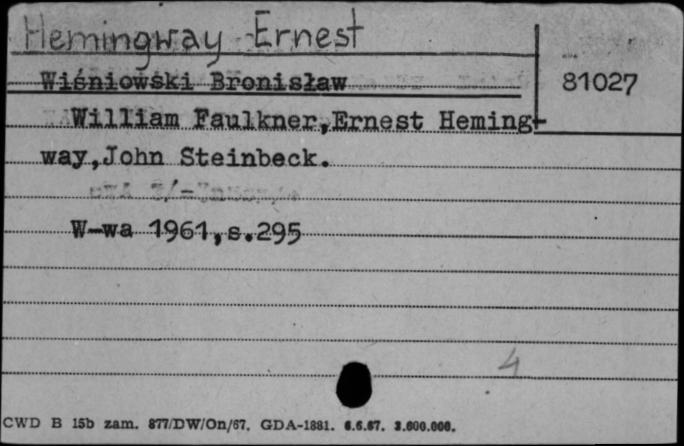 Hemingway Ernest
Wiśniowski Bronisław
81027
William Faulkner,Ernest Heming-
way,John Steinbeck.
W-wa 1961,s.295
4
CWD B 15b zam. 877/DW/On/67. GDA-1881. 6.6.67. 3.600.000.